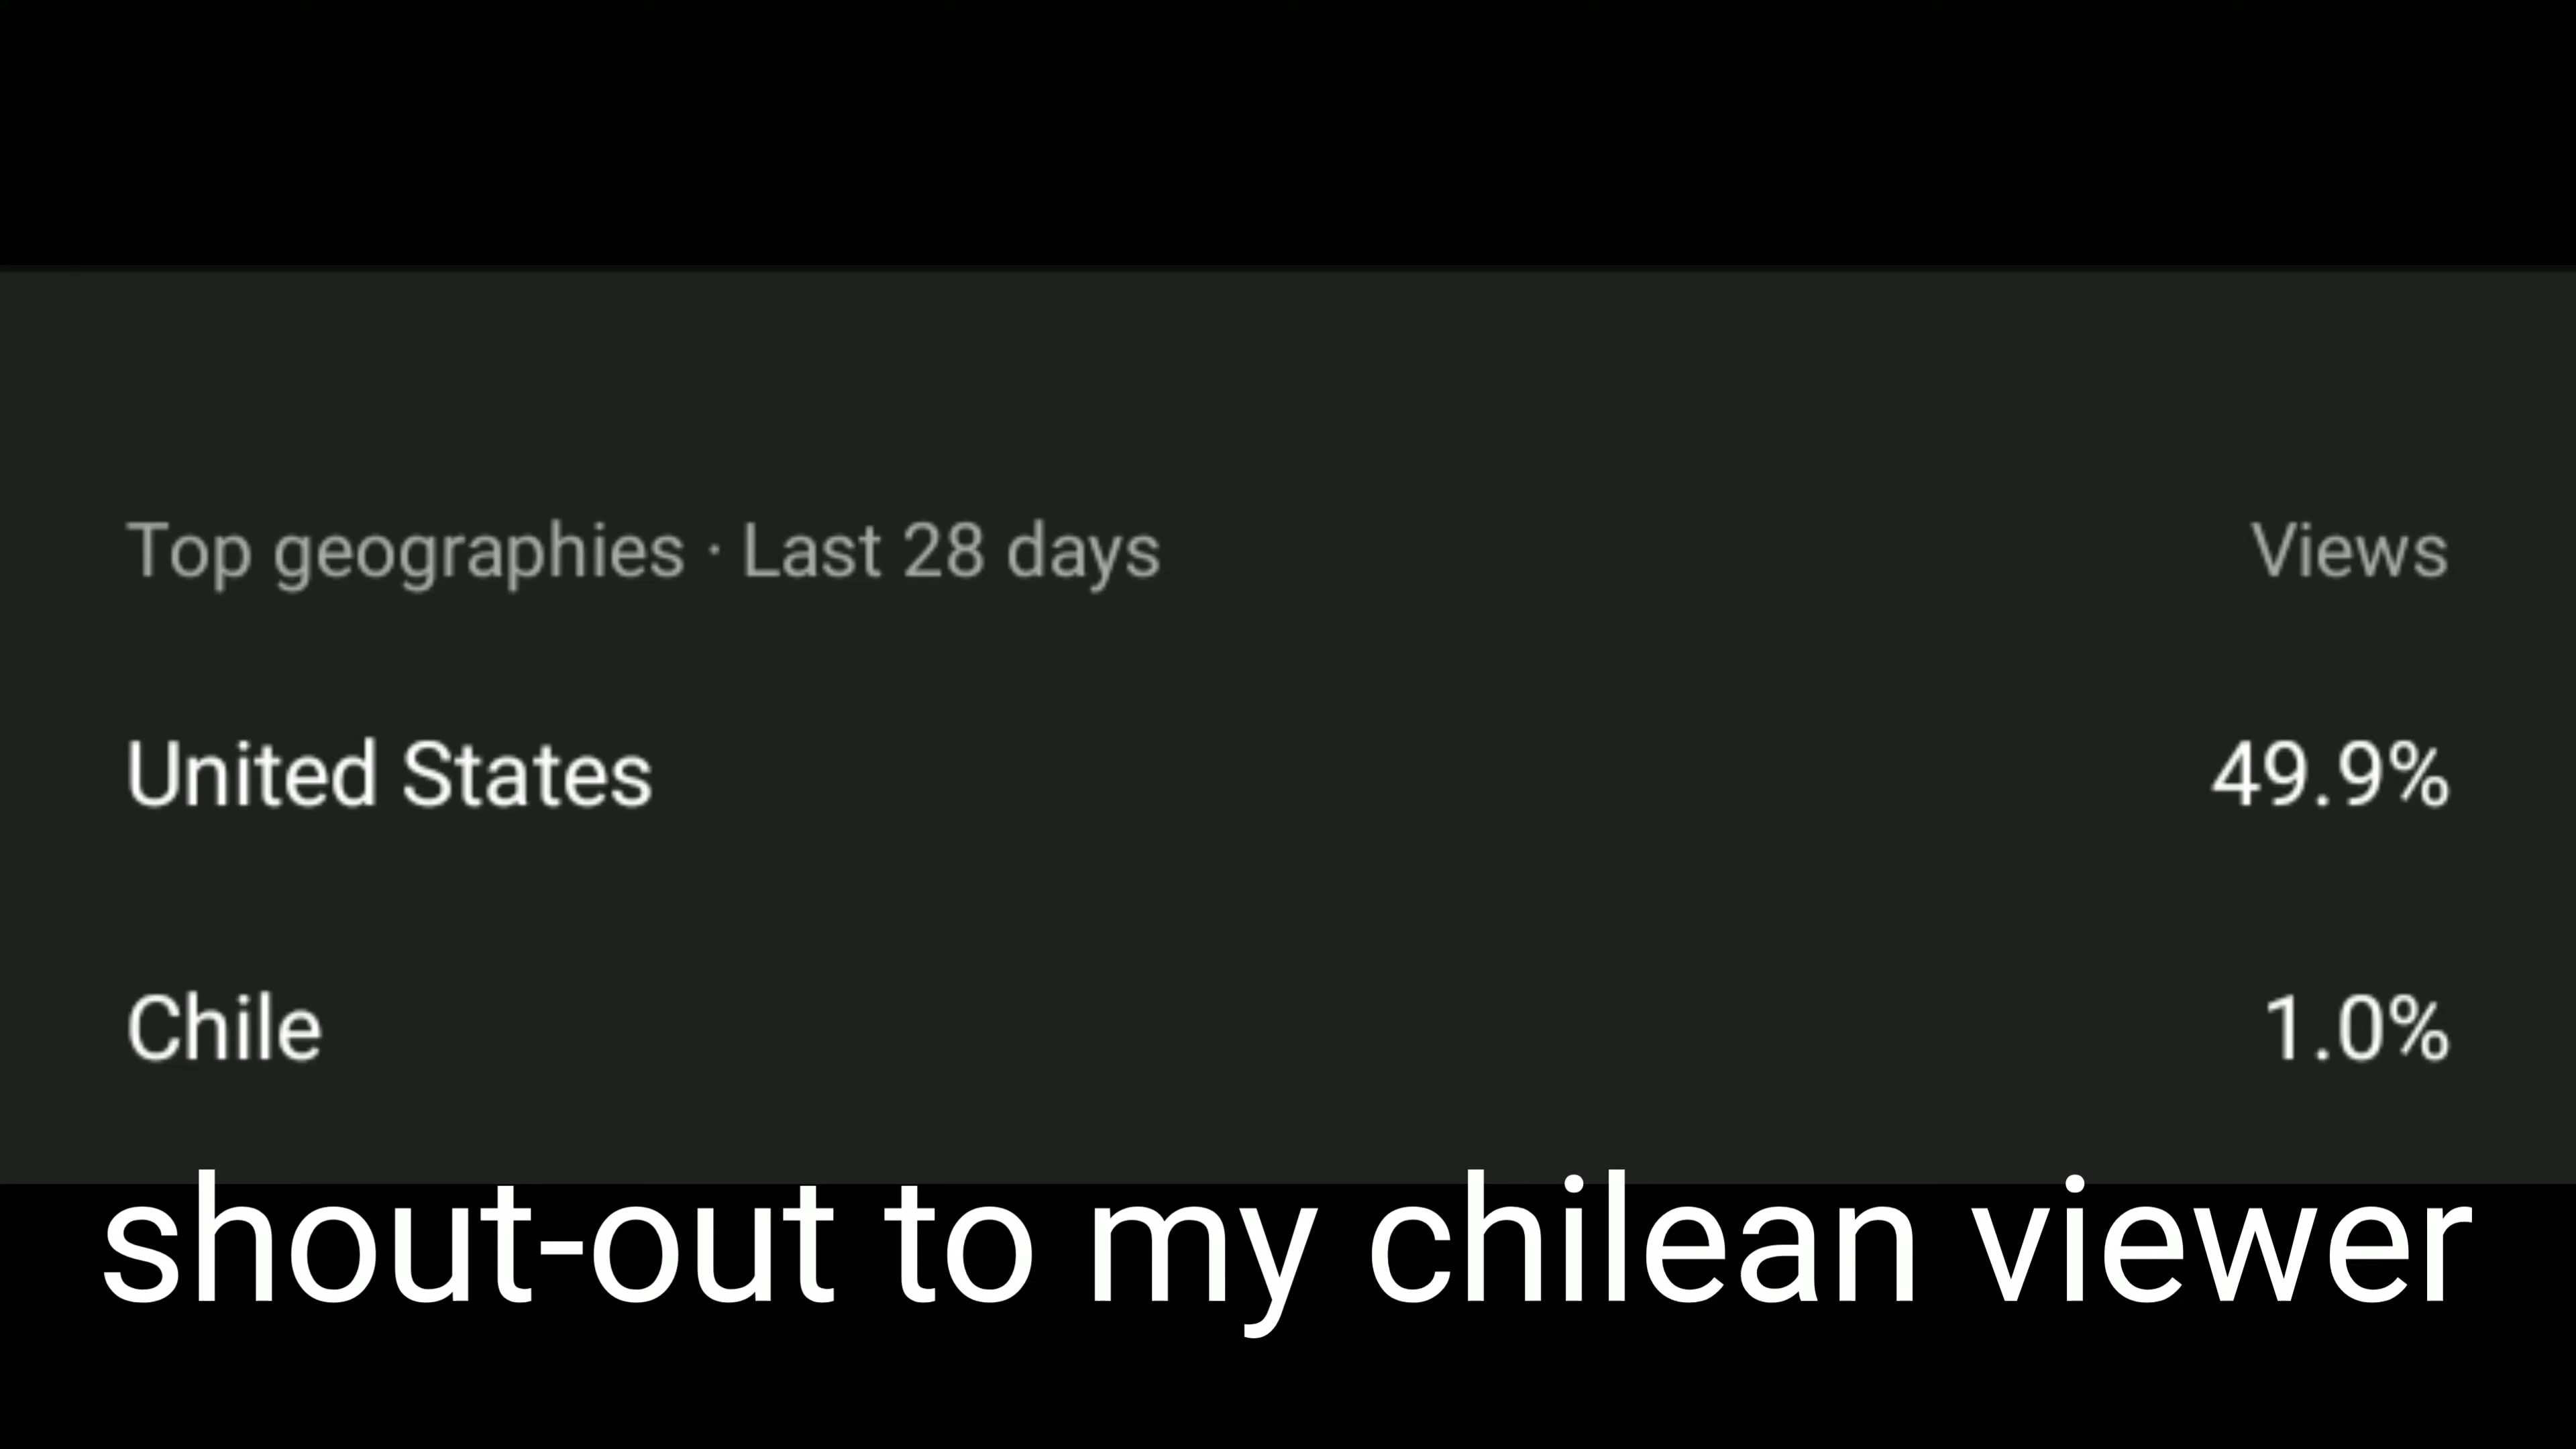 Top geographies · Last 28 days Views
United States 49.9%
Chile 1.0%
shout-out to my chilean viewer